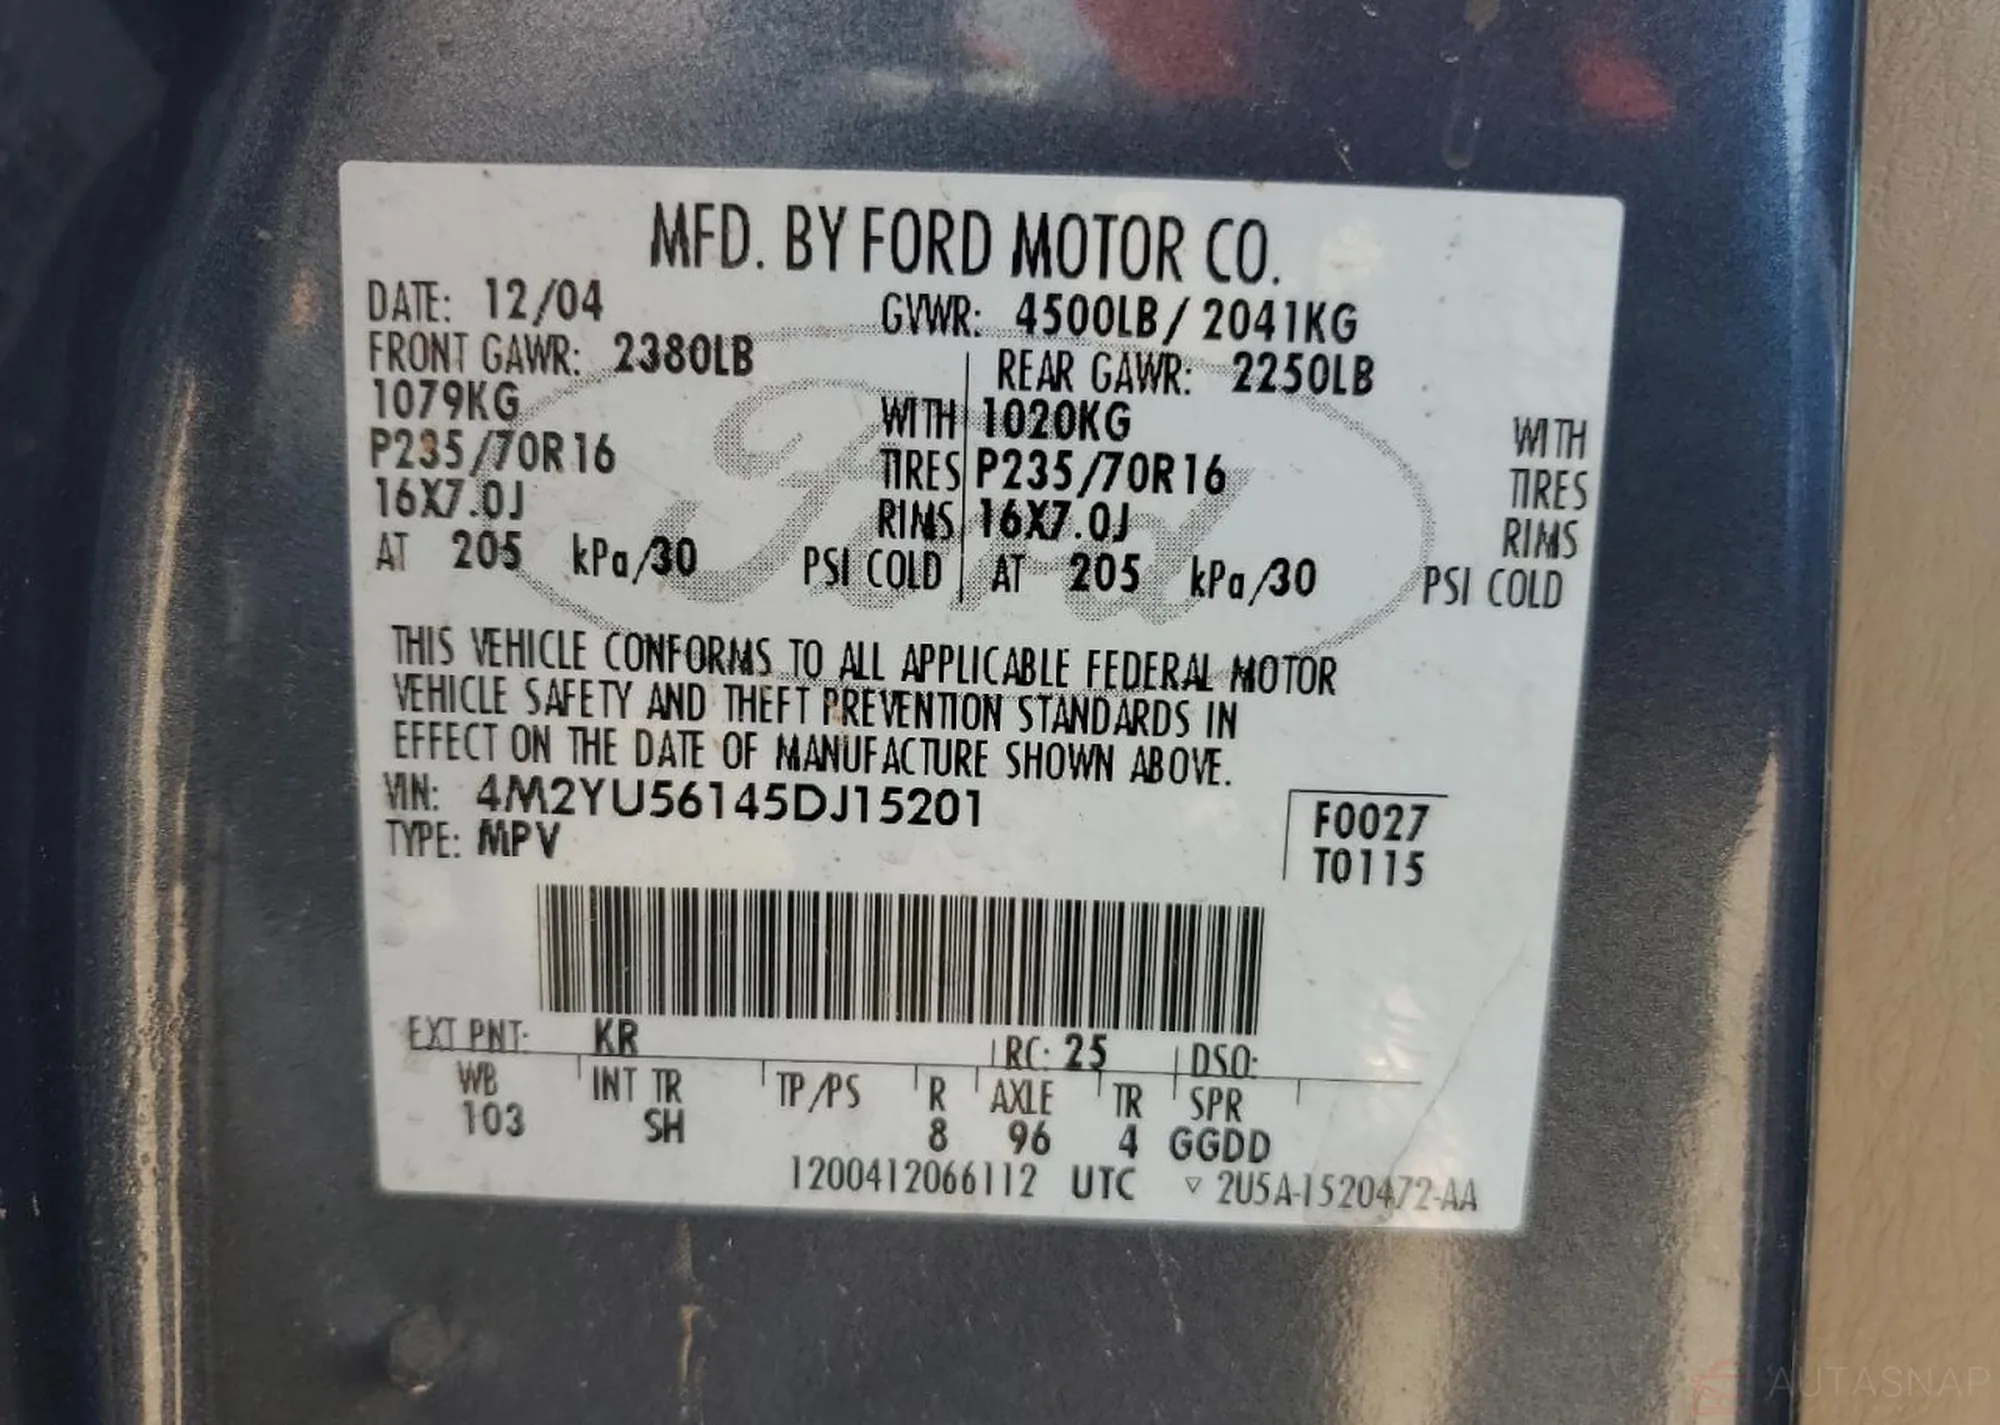 MFD. BY FORD MOTOR CO.
DATE: 12/04 GVWR: 4500LB / 2041KG
FRONT GAWR: 2380LB REAR GAWR: 2250LB
1079KG WITH 1020KG WITH
P235/70R16 TIRES P235/70R16 TIRES
16X7.0J RIMS 16X7.0J RIMS
AT 205 kPa/30 PSI COLD AT 205 kPa/30 PSI COLD
THIS VEHICLE CONFORMS TO ALL APPLICABLE FEDERAL MOTOR
VEHICLE SAFETY AND THEFT PREVENTION STANDARDS IN
EFFECT ON THE DATE OF MANUFACTURE SHOWN ABOVE.
VIN: 4M2YU56145DJ15201 F0027
TYPE: MPV T0115
EXT PNT: KR RC: 25 DSO:
WB INT TR TP/PS R AXLE TR SPR
103 SH 8 96 4 GGDD
1200412066112 UTC ▽ 2U5A-1520472-AA
Ford
AUTASNAP